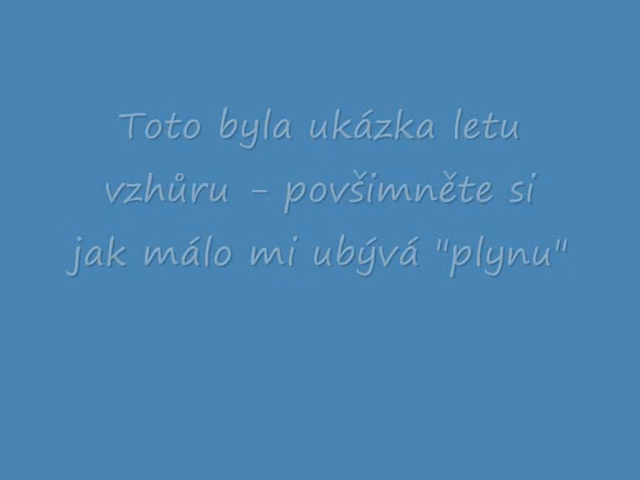 Toto byla ukázka letu
vzhůru - povšimněte si
jak málo mi ubývá "plynu"